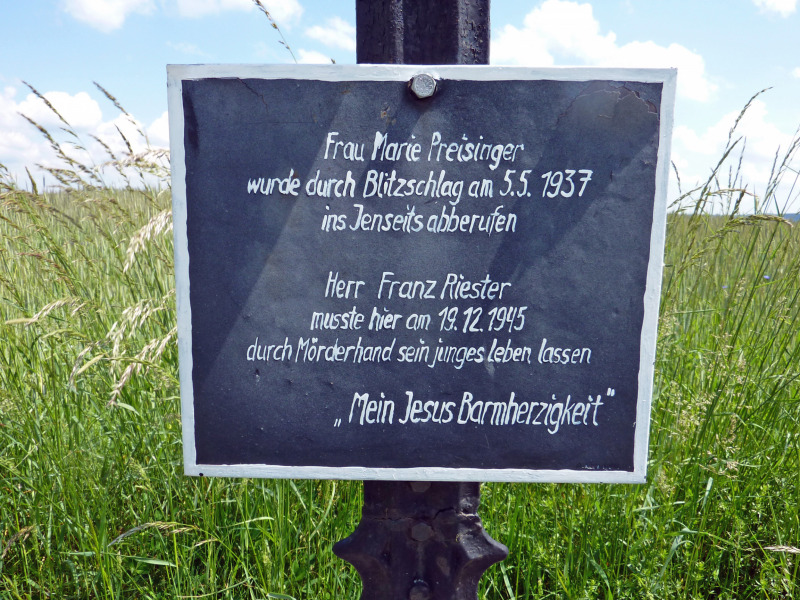 Frau Marie Preisinger
wurde durch Blitzschlag am 5.5. 1937
ins Jenseits abberufen
Herr Franz Riester
musste hier am 19.12.1945
durch Mörderhand sein junges Leben lassen
„Mein Jesus Barmherzigkeit"